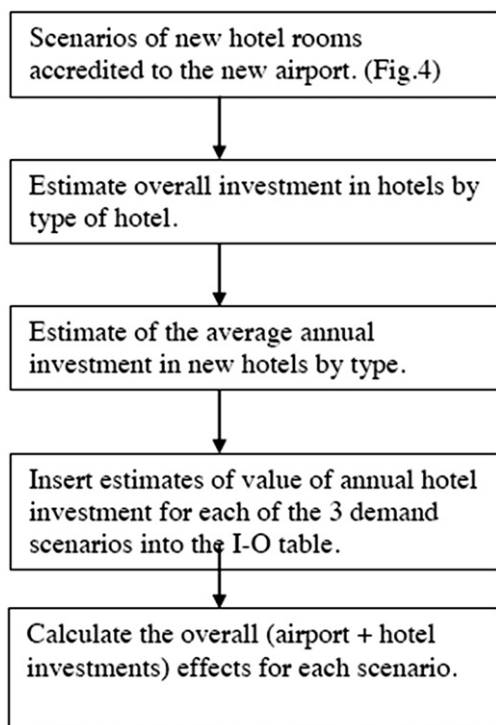 Scenarios of new hotel rooms
accredited to the new airport. (Fig.4)
Estimate overall investment in hotels by
type of hotel.
Estimate of the average annual
investment in new hotels by type.
Insert estimates of value of annual hotel
investment for each of the 3 demand
scenarios into the I-O table.
Calculate the overall (airport + hotel
investments) effects for each scenario.